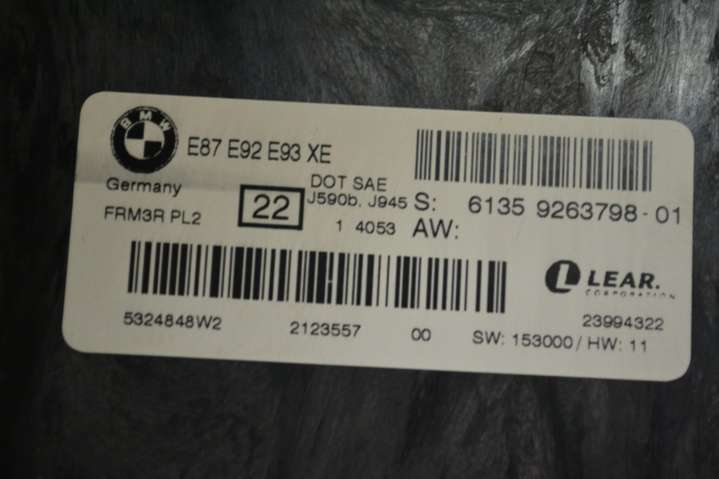 BMW
E87 E92 E93 XE
Germany
FRM3R PL2
22
DOT SAE
J590b, J945
1 4053
S: 6135 9263798-01
AW:
LEAR.
CORPORATION
5324848W2 2123557 00
23994322
SW: 153000 / HW: 11